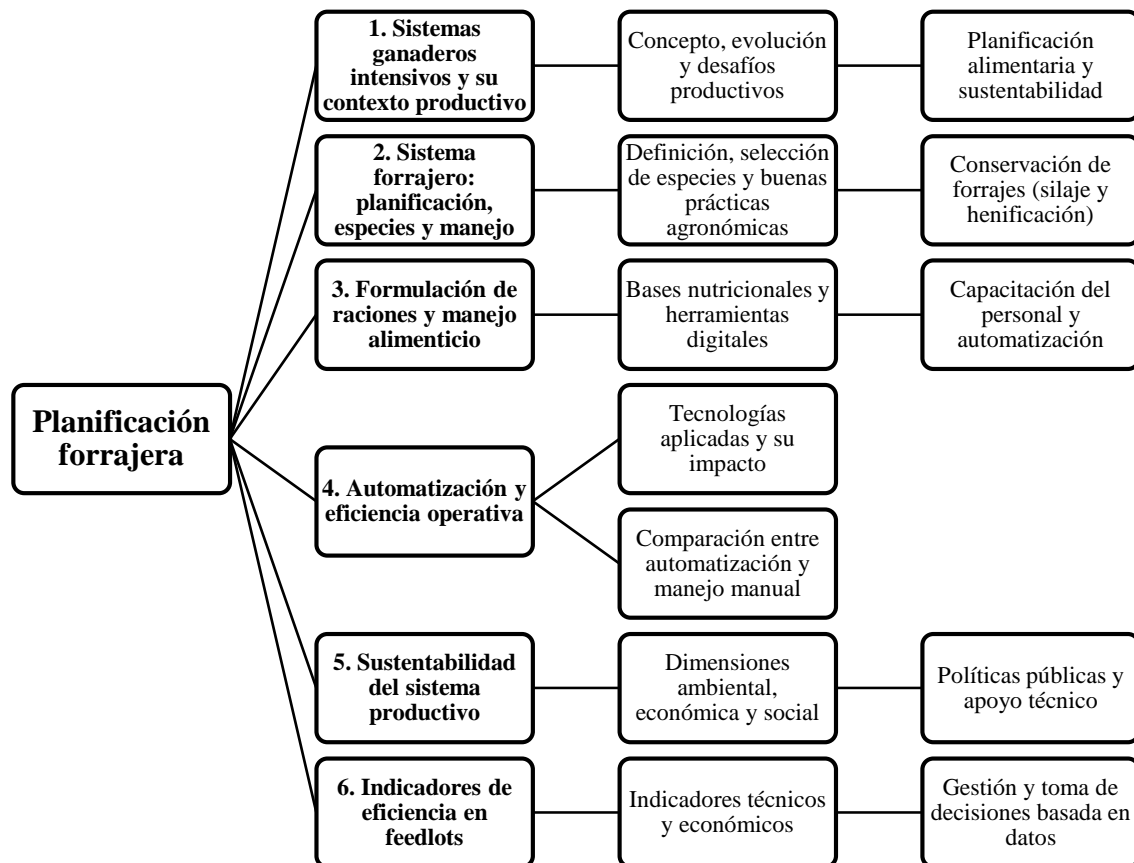 1. Sistemas
ganaderos
intensivos y su
contexto productivo
Concepto, evolución
y desafíos
productivos
Planificación
alimentaria y
sustentabilidad
2. Sistema
forrajero:
planificación,
especies y manejo
Definición, selección
de especies y buenas
prácticas
agronómicas
Conservación de
forrajes (silaje y
henificación)
3. Formulación de
raciones y manejo
alimenticio
Bases nutricionales y
herramientas
digitales
Capacitación del
personal y
automatización
Planificación
forrajera
4. Automatización y
eficiencia operativa
Tecnologías
aplicadas y su
impacto
Comparación entre
automatización y
manejo manual
5. Sustentabilidad
del sistema
productivo
Dimensiones
ambiental,
económica y social
Políticas públicas y
apoyo técnico
6. Indicadores de
eficiencia en
feedlots
Indicadores técnicos
y económicos
Gestión y toma de
decisiones basada en
datos